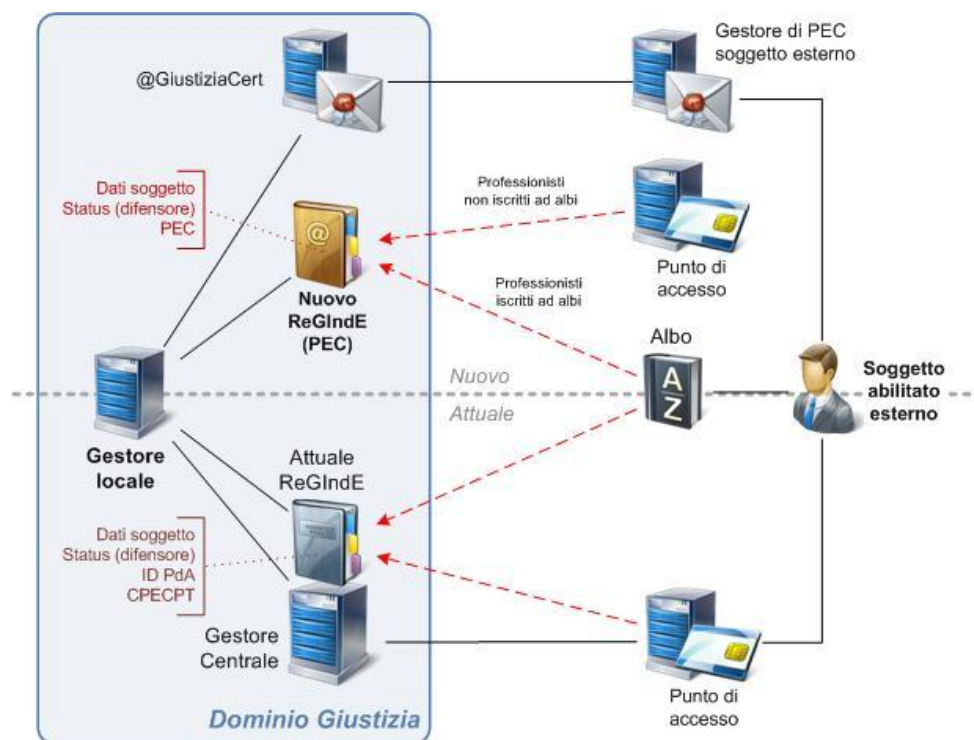 @GiustiziaCert
Gestore di PEC
soggetto esterno
Dati soggetto
Status (difensore)
PEC
Professionisti
non iscritti ad albi
@
Nuovo
ReGIndE
(PEC)
Punto di
accesso
Professionisti
iscritti ad albi
Albo
A
Z
Nuovo
Attuale
Soggetto
abilitato
esterno
Gestore
locale
Attuale
ReGIndE
Dati soggetto
Status (difensore)
ID PdA
CPECPT
Gestore
Centrale
Punto di
accesso
Dominio Giustizia